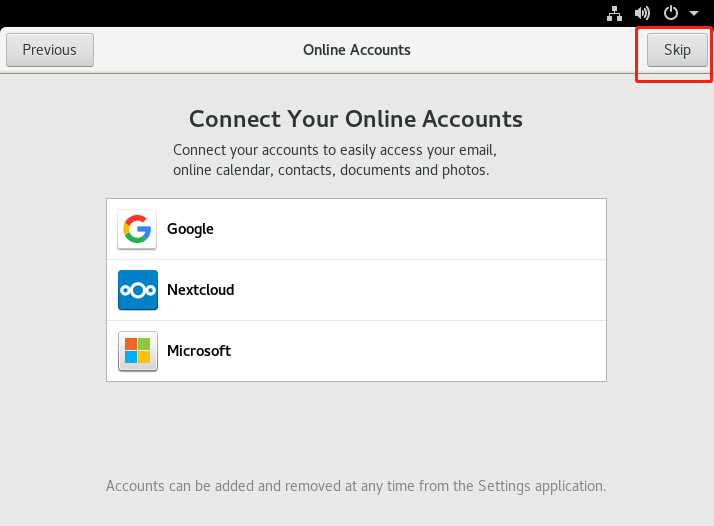 Previous
Online Accounts
Skip
Connect Your Online Accounts
Connect your accounts to easily access your email,
online calendar, contacts, documents and photos.
Google
Nextcloud
Microsoft
Accounts can be added and removed at any time from the Settings application.